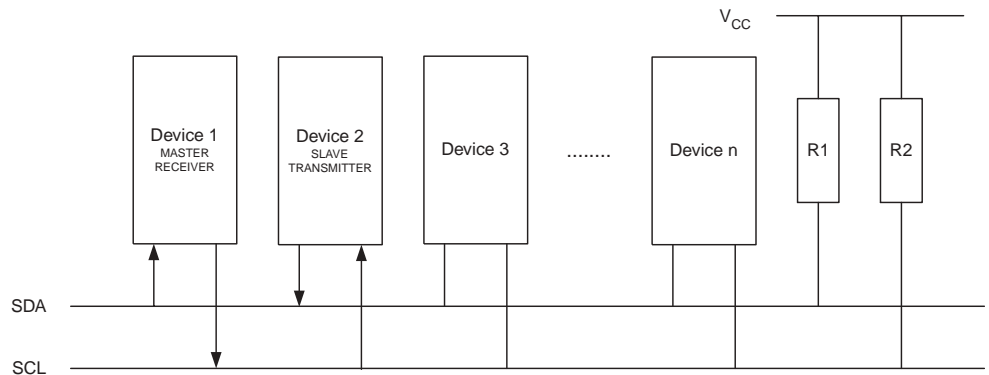 V_CC
Device 1
MASTER
RECEIVER
Device 2
SLAVE
TRANSMITTER
Device 3
........
Device n
R1
R2
SDA
SCL